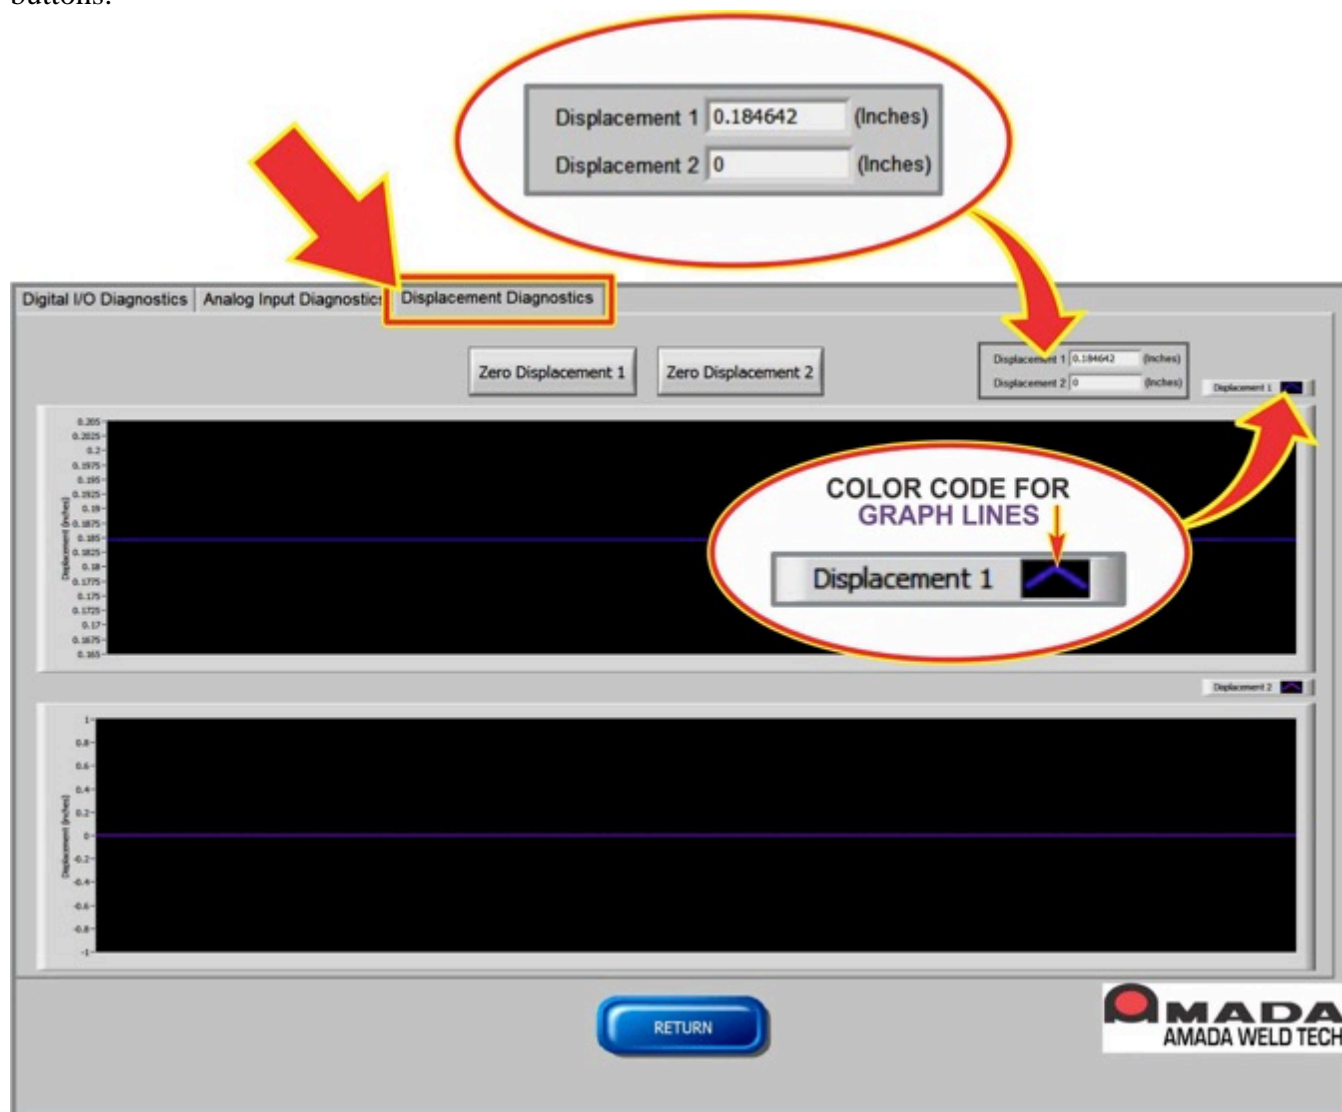 buttons.
Displacement 1 0.184642 (Inches)
Displacement 2 0 (Inches)
Digital I/O Diagnostics Analog Input Diagnostics Displacement Diagnostics
Zero Displacement 1 Zero Displacement 2
Displacement 1 0.184642 (Inches)
Displacement 2 0 (Inches)
Displacement 1
0.205
0.2025
0.2
0.1975
0.195
0.1925
0.19
0.1875
0.185
0.1825
0.18
0.1775
0.175
0.1725
0.17
0.1675
0.165
Displacement (Inches)
COLOR CODE FOR
GRAPH LINES
Displacement 1
Displacement 2
1
0.8
0.6
0.4
0.2
0
-0.2
-0.4
-0.6
-0.8
-1
Displacement (Inches)
RETURN
AMADA
AMADA WELD TECH